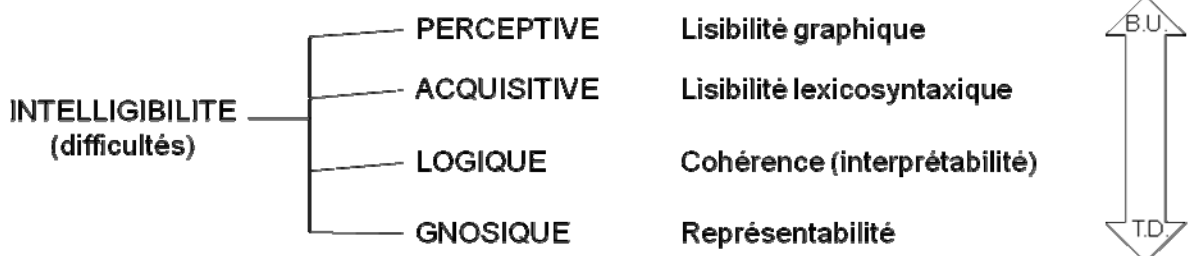 PERCEPTIVE Lisibilité graphique B.U.
ACQUISITIVE Lisibilité lexicosyntaxique
INTELLIGIBILITE
(difficultés)
LOGIQUE Cohérence (interprétabilité)
GNOSIQUE Représentabilité T.D.